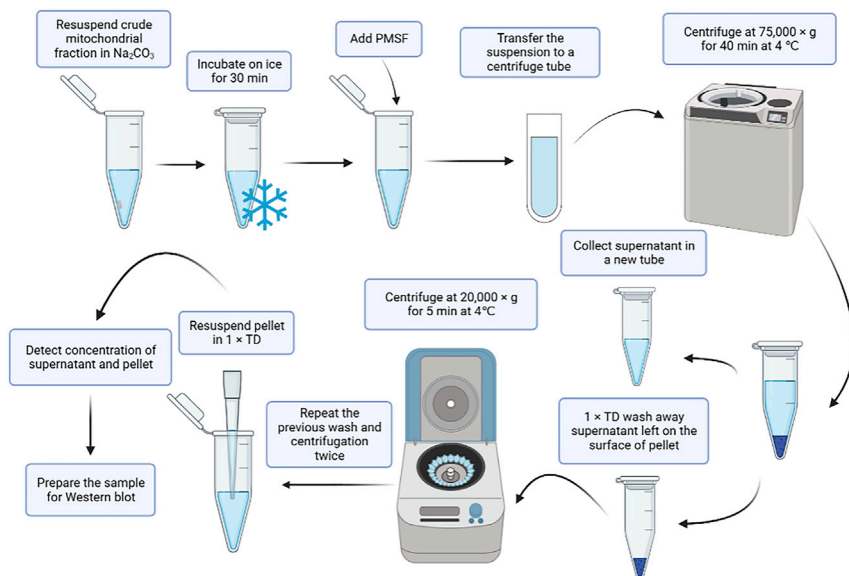 Resuspend crude
mitochondrial
fraction in Na₂CO₃
Incubate on ice
for 30 min
Add PMSF
Transfer the
suspension to a
centrifuge tube
Centrifuge at 75,000 × g
for 40 min at 4 °C
Collect supernatant in
a new tube
1 × TD wash away
supernatant left on the
surface of pellet
Centrifuge at 20,000 × g
for 5 min at 4℃
Repeat the
previous wash and
centrifugation
twice
Resuspend pellet
in 1 × TD
Detect concentration of
supernatant and pellet
Prepare the sample
for Western blot